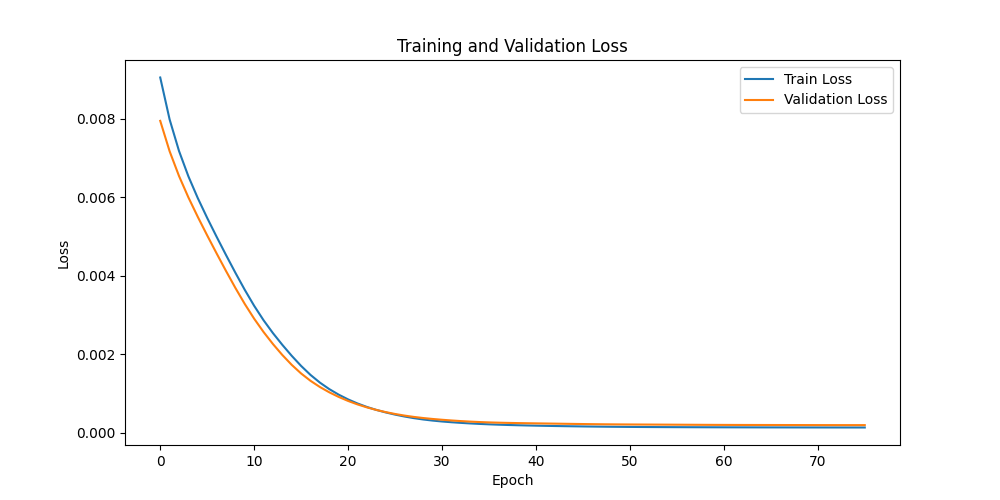 Training and Validation Loss
Train Loss
Validation Loss
0.008
0.006
0.004
0.002
0.000
Loss
0 10 20 30 40 50 60 70
Epoch